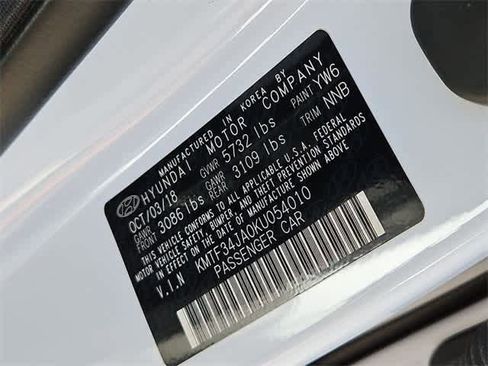 MANUFACTURED IN KOREA BY
HYUNDAI MOTOR COMPANY
OCT/03/18 GVWR 5732 lbs PAINT YW6
GAWR FRONT 3086 lbs GAWR REAR 3109 lbs TRIM NNB
THIS VEHICLE CONFORMS TO ALL APPLICABLE U.S.A. FEDERAL
MOTOR VEHICLE SAFETY, BUMPER, AND THEFT PREVENTION STANDARDS
IN EFFECT ON THE DATE OF MANUFACTURE SHOWN ABOVE.
V.I.N KMTF34JA0KU054010
PASSENGER CAR